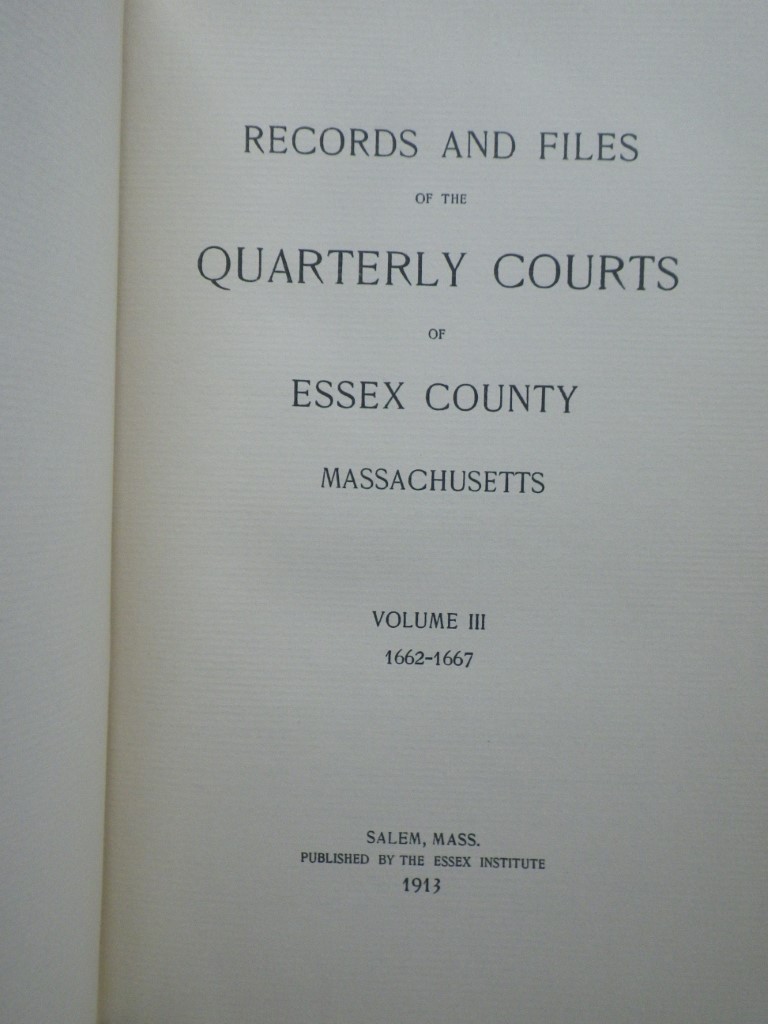 RECORDS AND FILES
OF THE
QUARTERLY COURTS
OF
ESSEX COUNTY
MASSACHUSETTS
VOLUME III
1662-1667
SALEM, MASS.
PUBLISHED BY THE ESSEX INSTITUTE
1913